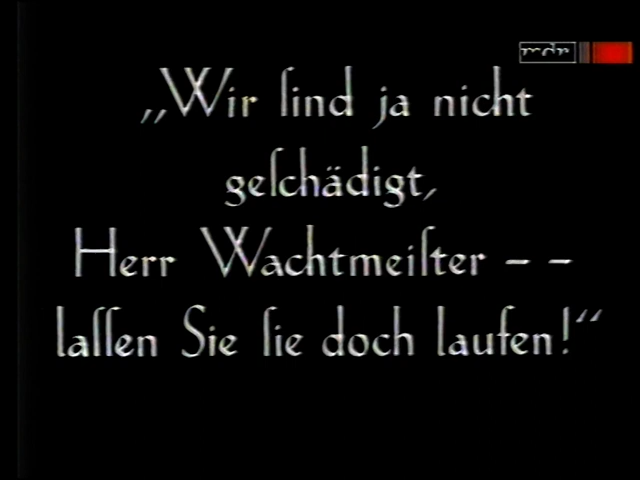 mdr
„Wir ſind ja nicht
geſchädigt,
Herr Wachtmeiſter – –
laſſen Sie ſie doch laufen!“